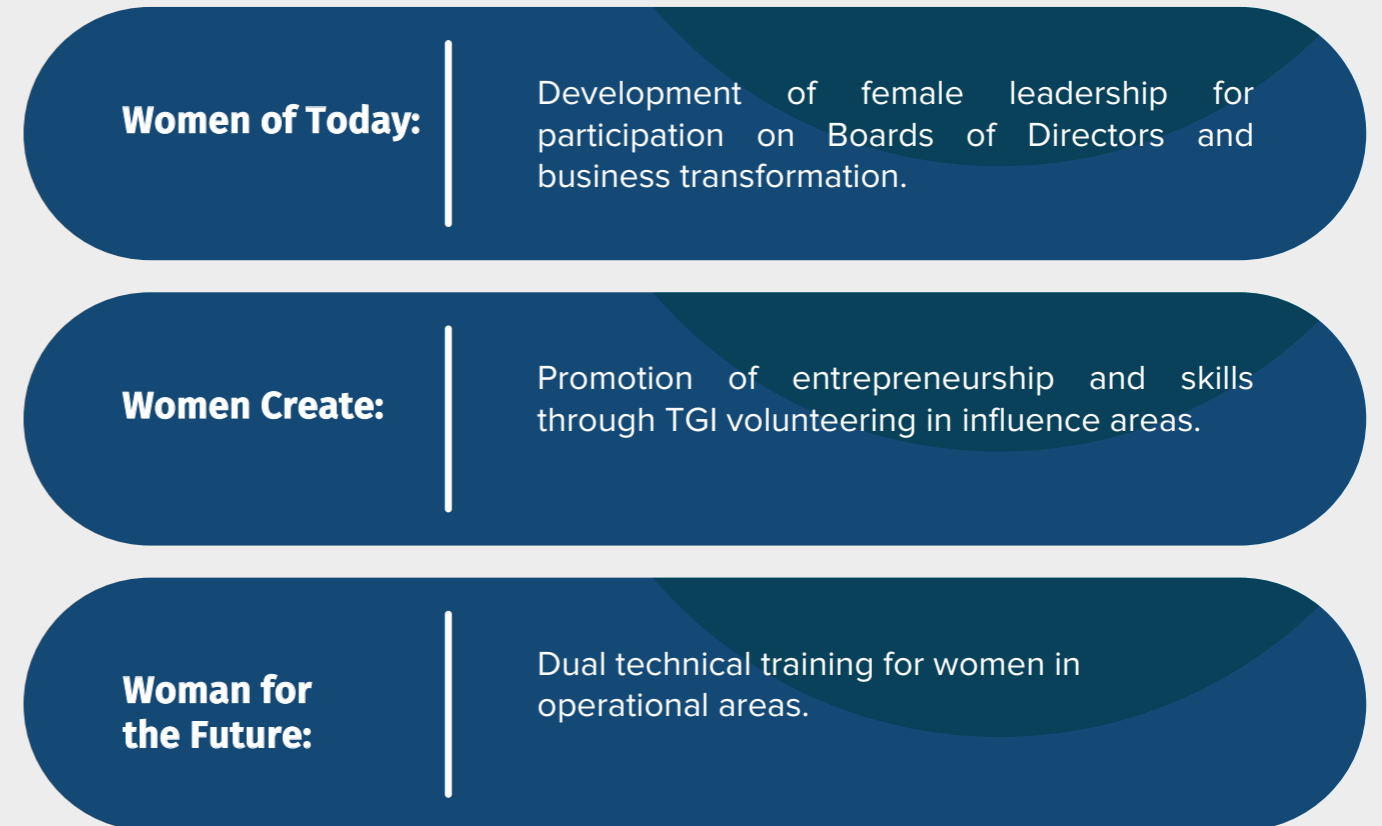 Women of Today:
Development of female leadership for
participation on Boards of Directors and
business transformation.
Women Create:
Promotion of entrepreneurship and skills
through TGI volunteering in influence areas.
Woman for
the Future:
Dual technical training for women in
operational areas.